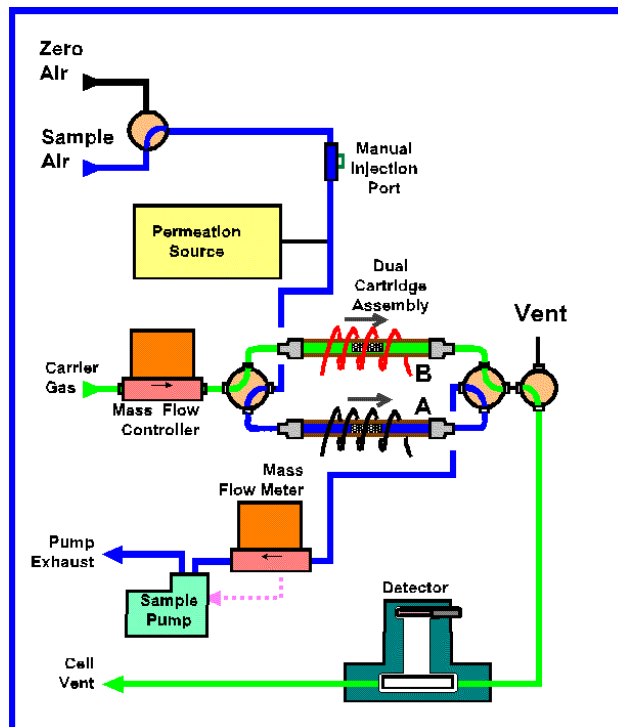 Zero
Air
Sample
Air
Manual
Injection
Port
Permeation
Source
Dual
Cartridge
Assembly
Vent
B
Carrier
Gas
Mass Flow
Controller
A
Mass
Flow Meter
Pump
Exhaust
Sample
Pump
Detector
Cell
Vent